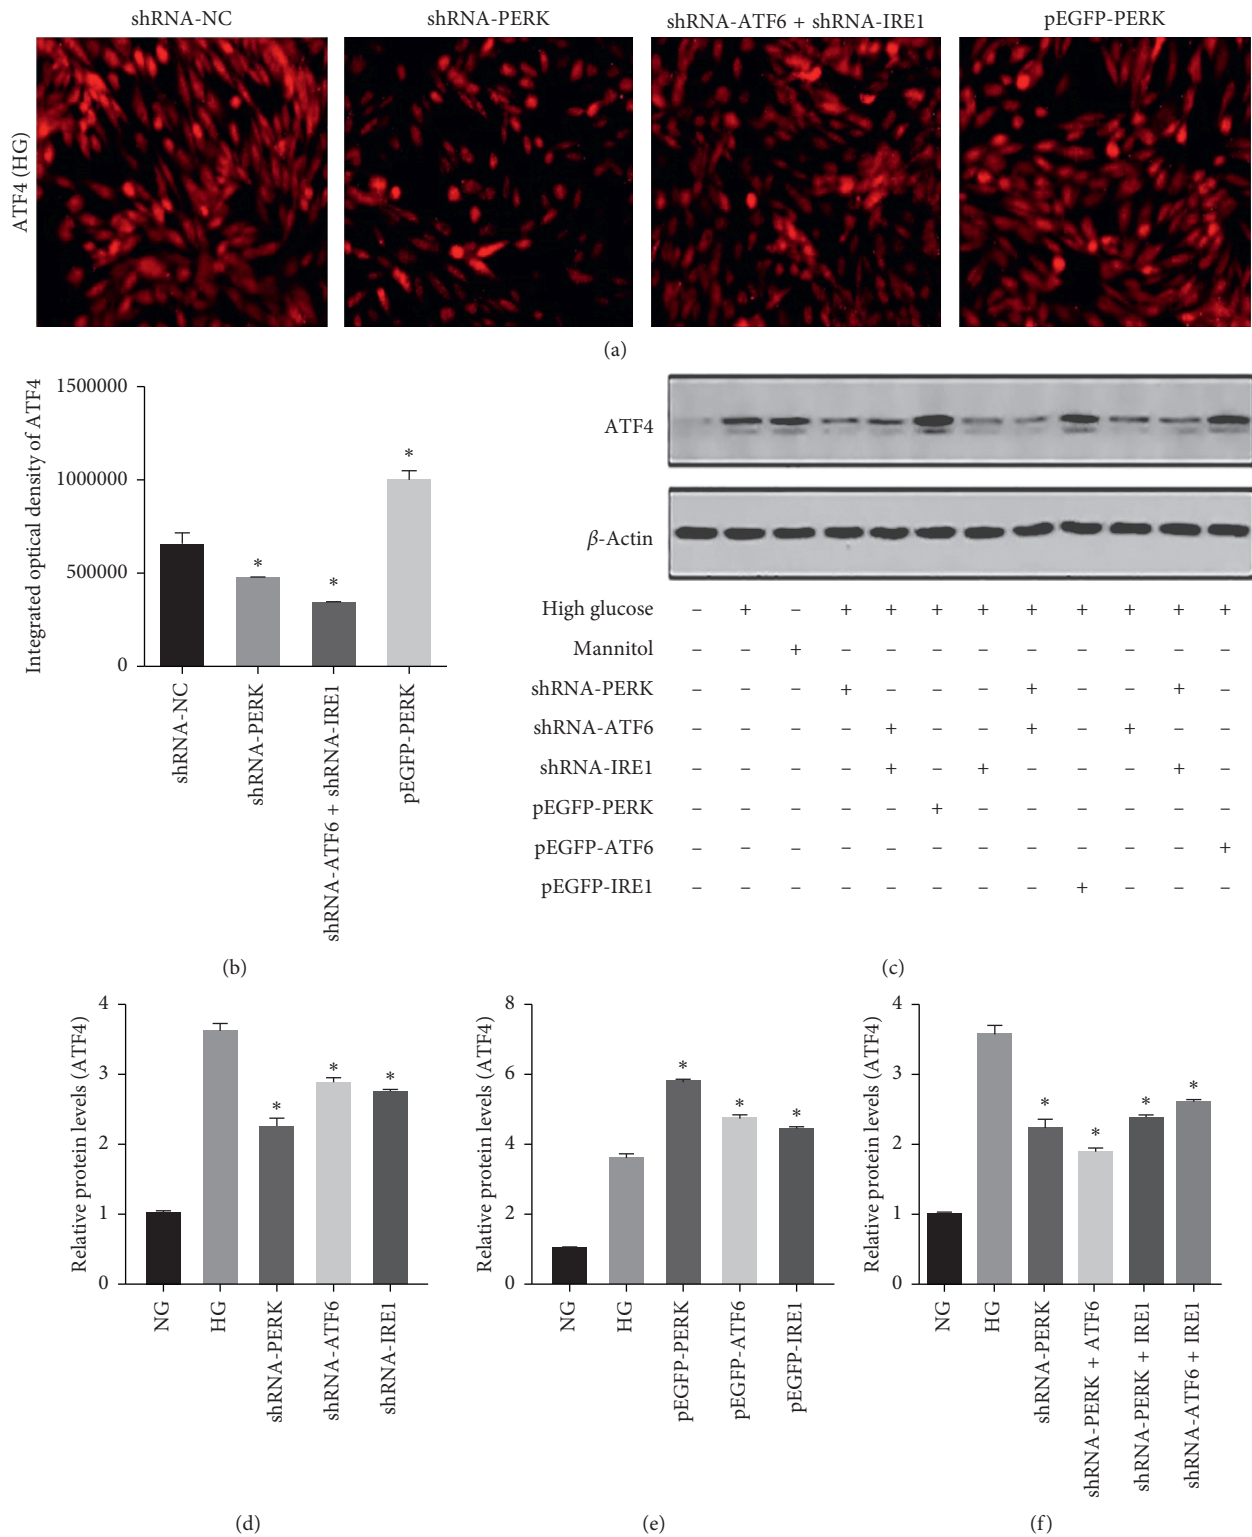 shRNA-NC
shRNA-PERK
shRNA-ATF6 + shRNA-IRE1
pEGFP-PERK
ATF4 (HG)
(a)
Integrated optical density of ATF4
1500000
1000000
500000
0
*
*
*
shRNA-NC
shRNA-PERK
shRNA-ATF6 + shRNA-IRE1
pEGFP-PERK
(b)
ATF4
β-Actin
High glucose – + – + + + + + + + + +
Mannitol – – + – – – – – – – – –
shRNA-PERK – – – + – – – + – – + –
shRNA-ATF6 – – – – + – – + – + – –
shRNA-IRE1 – – – – + – + – – – + –
pEGFP-PERK – – – – – + – – – – – –
pEGFP-ATF6 – – – – – – – – – – – +
pEGFP-IRE1 – – – – – – – – + – – –
(c)
Relative protein levels (ATF4)
4
3
2
1
0
*
*
*
NG
HG
shRNA-PERK
shRNA-ATF6
shRNA-IRE1
(d)
Relative protein levels (ATF4)
8
6
4
2
0
*
*
*
NG
HG
pEGFP-PERK
pEGFP-ATF6
pEGFP-IRE1
(e)
Relative protein levels (ATF4)
4
3
2
1
0
*
*
*
*
NG
HG
shRNA-PERK
shRNA-PERK + ATF6
shRNA-PERK + IRE1
shRNA-ATF6 + IRE1
(f)